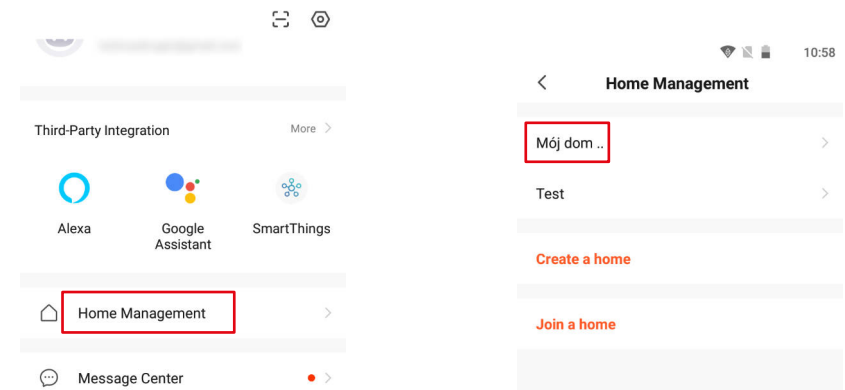 Third-Party Integration
More
Alexa
Google
Assistant
SmartThings
Home Management
Message Center
10:58
Home Management
Mój dom ..
Test
Create a home
Join a home